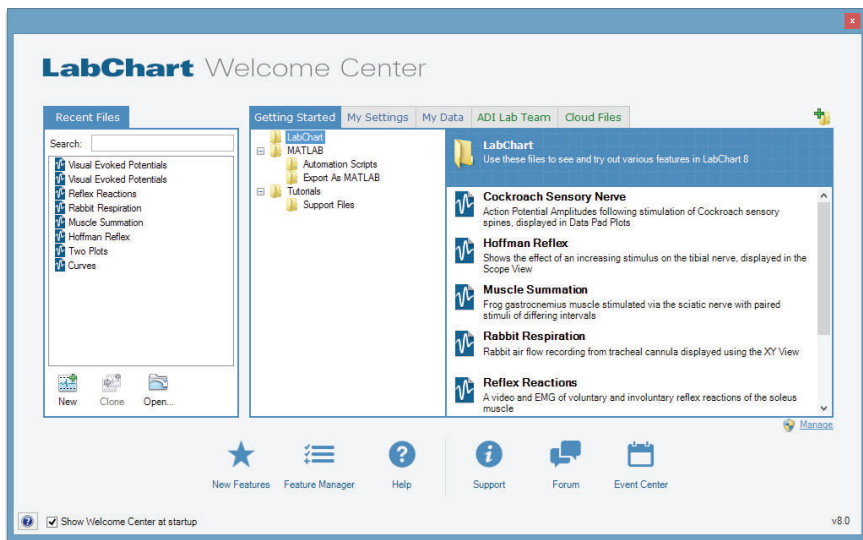 x
LabChart Welcome Center
Recent Files
Search:
Visual Evoked Potentials
Visual Evoked Potentials
Reflex Reactions
Rabbit Respiration
Muscle Summation
Hoffman Reflex
Two Plots
Curves
New Clone Open...
Getting Started My Settings My Data ADI Lab Team Cloud Files
LabChart
MATLAB
Automation Scripts
Export As MATLAB
Tutorials
Support Files
LabChart
Use these files to see and try out various features in LabChart 8
Cockroach Sensory Nerve
Action Potential Amplitudes following stimulation of Cockroach sensory
spines, displayed in Data Pad Plots
Hoffman Reflex
Shows the effect of an increasing stimulus on the tibial nerve, displayed in the
Scope View
Muscle Summation
Frog gastrocnemius muscle stimulated via the sciatic nerve with paired
stimuli of differing intervals
Rabbit Respiration
Rabbit air flow recording from tracheal cannula displayed using the XY View
Reflex Reactions
A video and EMG of voluntary and involuntary reflex reactions of the soleus
muscle
Manage
New Features Feature Manager Help Support Forum Event Center
? Show Welcome Center at startup v8.0